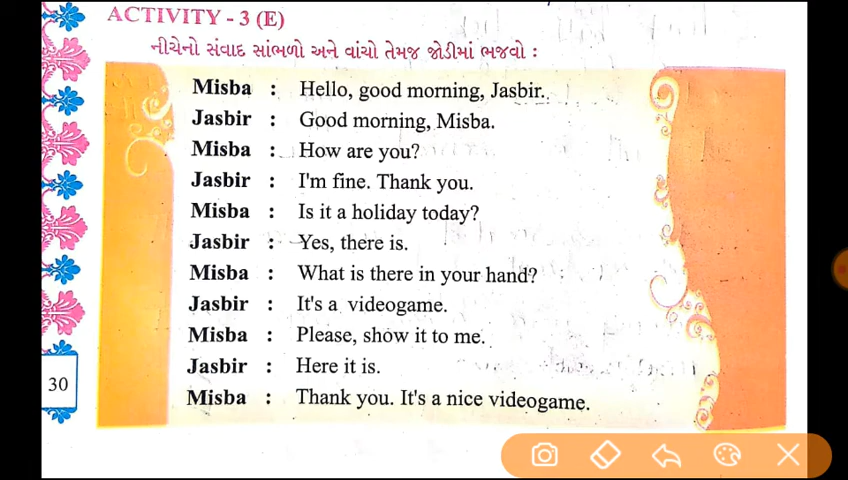 ACTIVITY - 3 (E)
નીચેનો સંવાદ સાંભળો અને વાંચો તેમજ જોડીમાં ભજવો :
Misba : Hello, good morning, Jasbir.
Jasbir : Good morning, Misba.
Misba : How are you?
Jasbir : I'm fine. Thank you.
Misba : Is it a holiday today?
Jasbir : Yes, there is.
Misba : What is there in your hand?
Jasbir : It's a videogame.
Misba : Please, show it to me.
Jasbir : Here it is.
30
Misba : Thank you. It's a nice videogame.